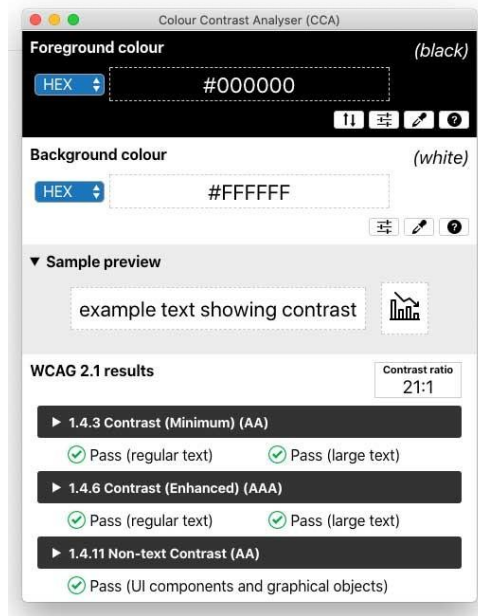 Colour Contrast Analyser (CCA)
Foreground colour (black)
HEX #000000
Background colour (white)
HEX #FFFFFF
▼ Sample preview
example text showing contrast
WCAG 2.1 results
Contrast ratio
21:1
▶ 1.4.3 Contrast (Minimum) (AA)
Pass (regular text) Pass (large text)
▶ 1.4.6 Contrast (Enhanced) (AAA)
Pass (regular text) Pass (large text)
▶ 1.4.11 Non-text Contrast (AA)
Pass (UI components and graphical objects)